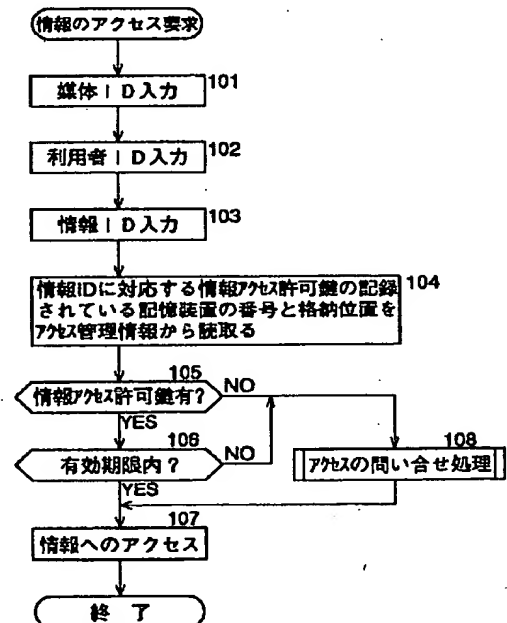 情報のアクセス要求
101
媒体ID入力
102
利用者ID入力
103
情報ID入力
104
情報IDに対応する情報アクセス許可鍵の記録
されている記憶装置の番号と格納位置を
アクセス管理情報から読取る
105
情報アクセス許可鍵有?
NO
YES
106
有効期限内?
NO
YES
108
アクセスの問い合せ処理
107
情報へのアクセス
終了